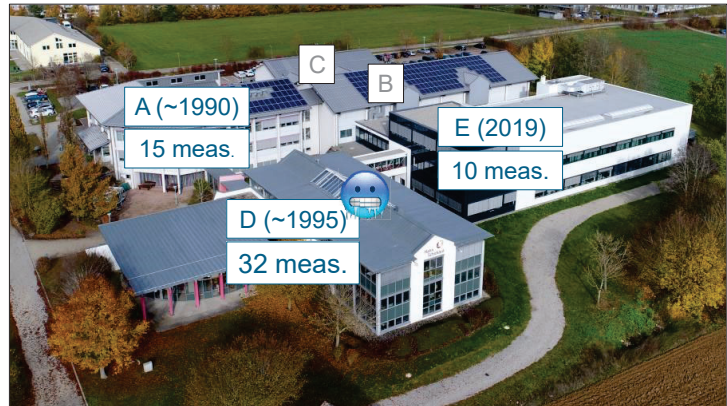 C
B
A (~1990)
15 meas.
E (2019)
10 meas.
D (~1995)
32 meas.